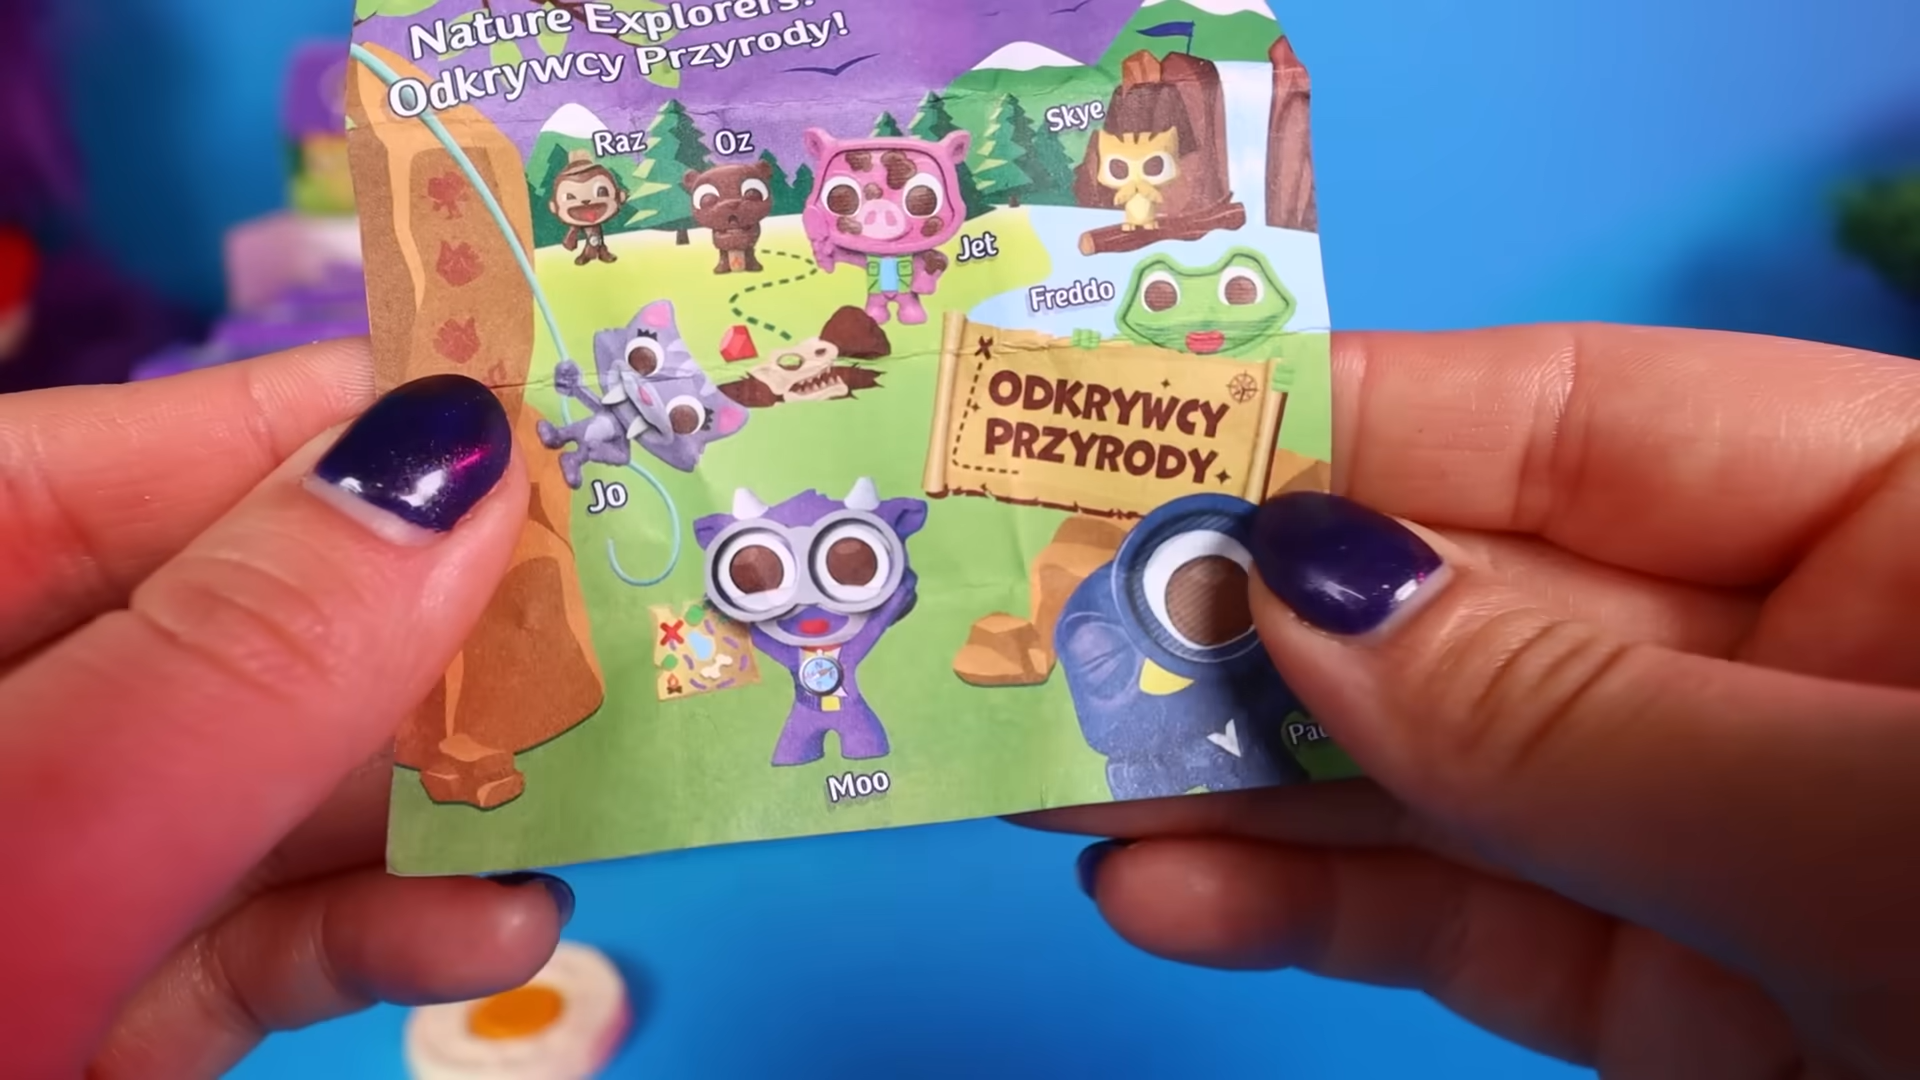 Nature Explorers!
Odkrywcy Przyrody!
Raz
Oz
Skye
Jet
Freddo
ODKRYWCY
PRZYRODY
Jo
Moo